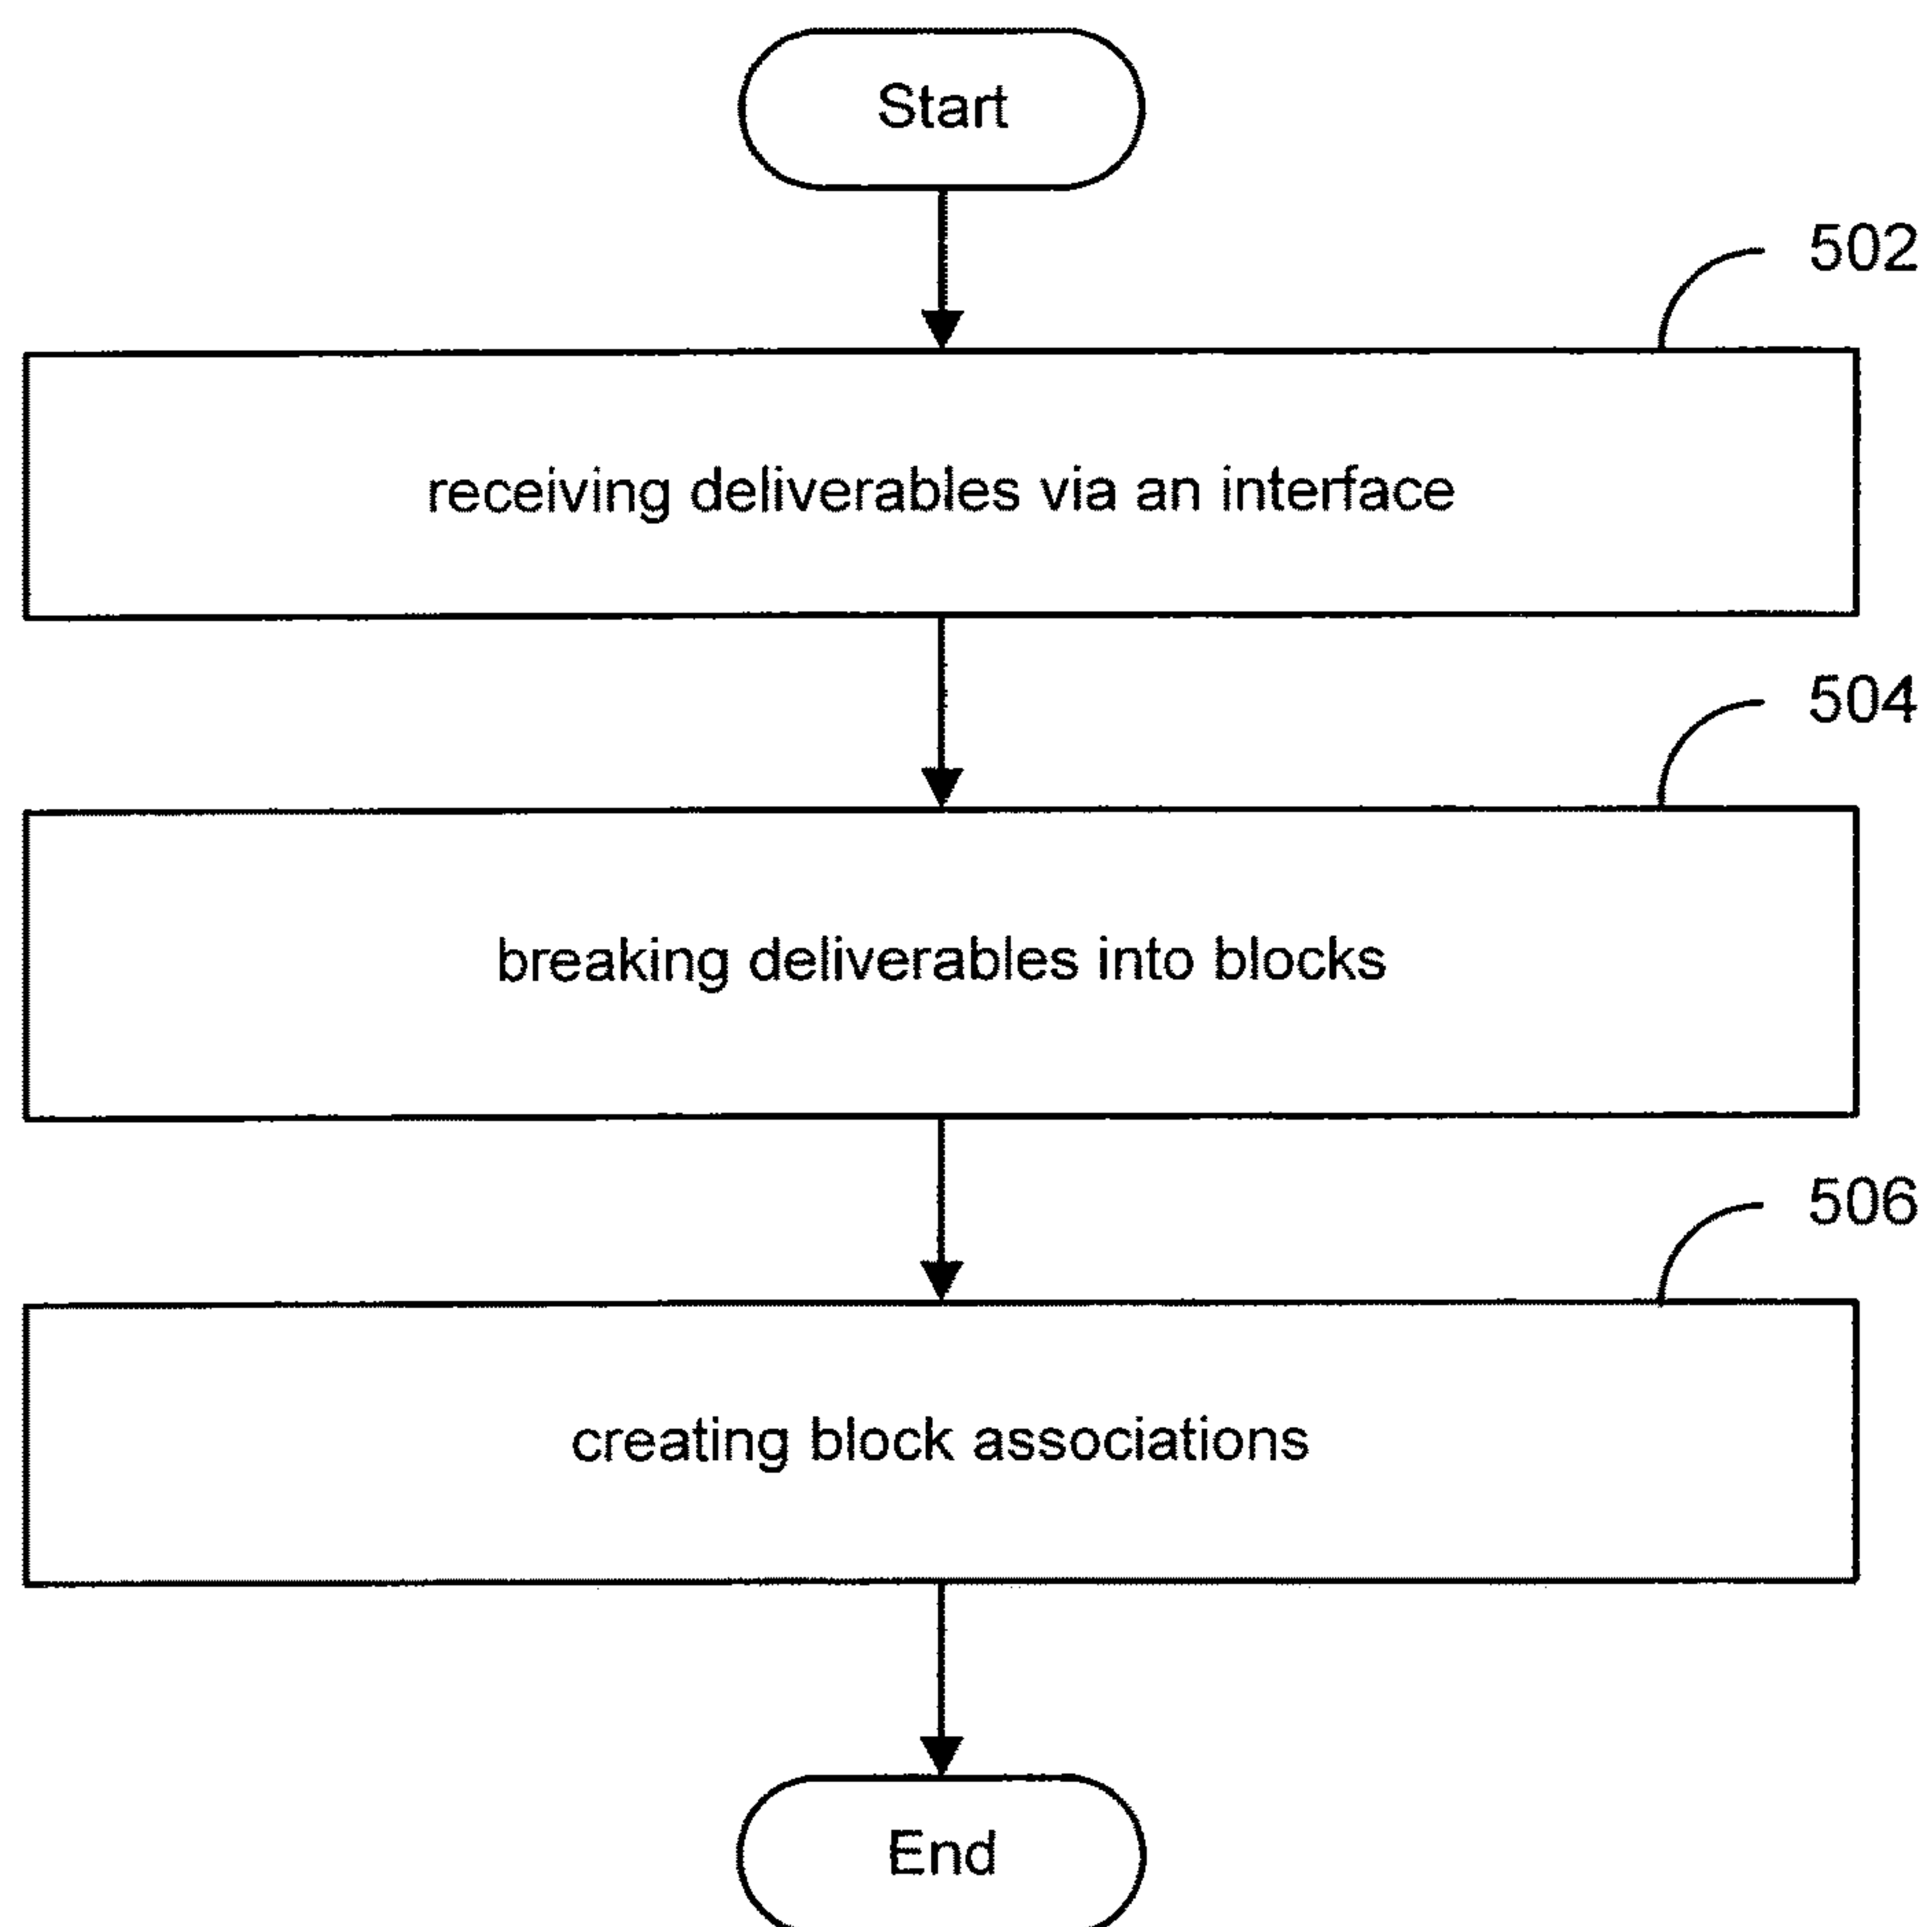 Start
502
receiving deliverables via an interface
504
breaking deliverables into blocks
506
creating block associations
End